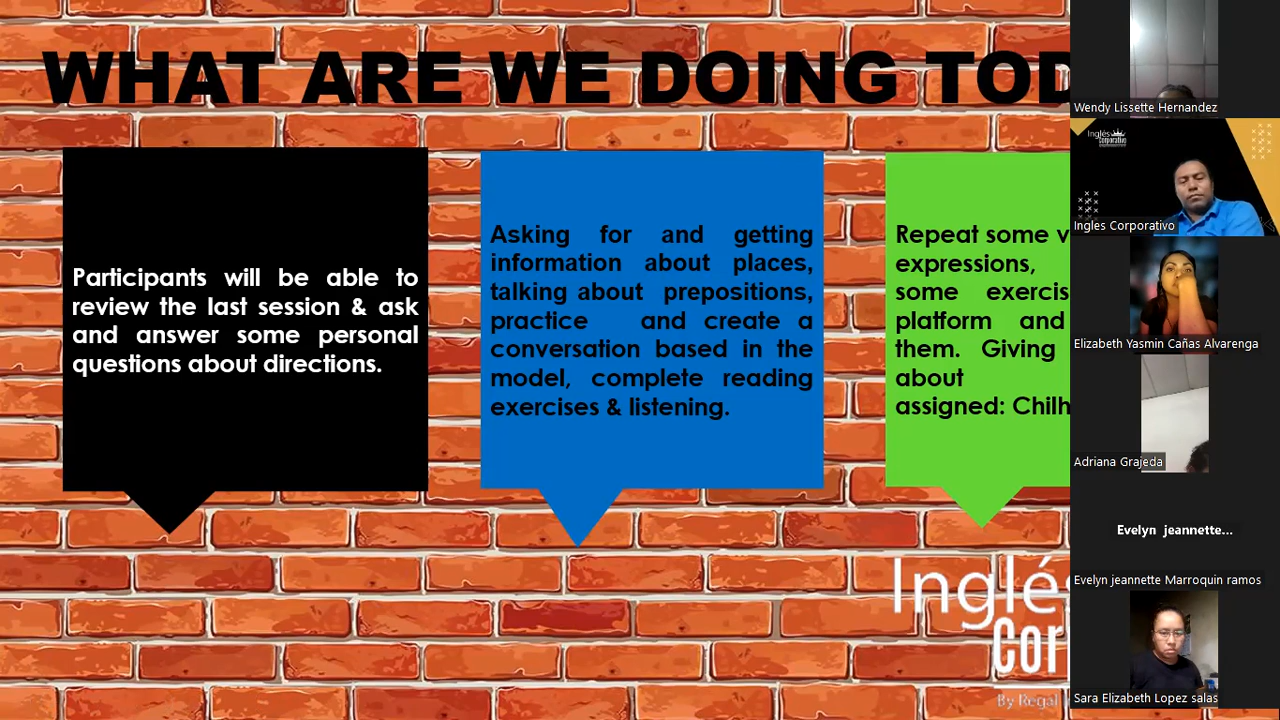 WHAT ARE WE DOING TOD
Participants will be able to
review the last session & ask
and answer some personal
questions about directions.
Asking for and getting
information about places,
talking about prepositions,
practice and create a
conversation based in the
model, complete reading
exercises & listening.
Repeat some v
expressions,
some exercis
platform and
them. Giving
about
assigned: Chilh
Inglés
Cor
By Regal
Wendy Lissette Hernandez
Inglés
Corporativo
Ingles Corporativo
Elizabeth Yasmin Cañas Alvarenga
Adriana Grajeda
Evelyn jeannette...
Evelyn jeannette Marroquin ramos
Sara Elizabeth Lopez salas